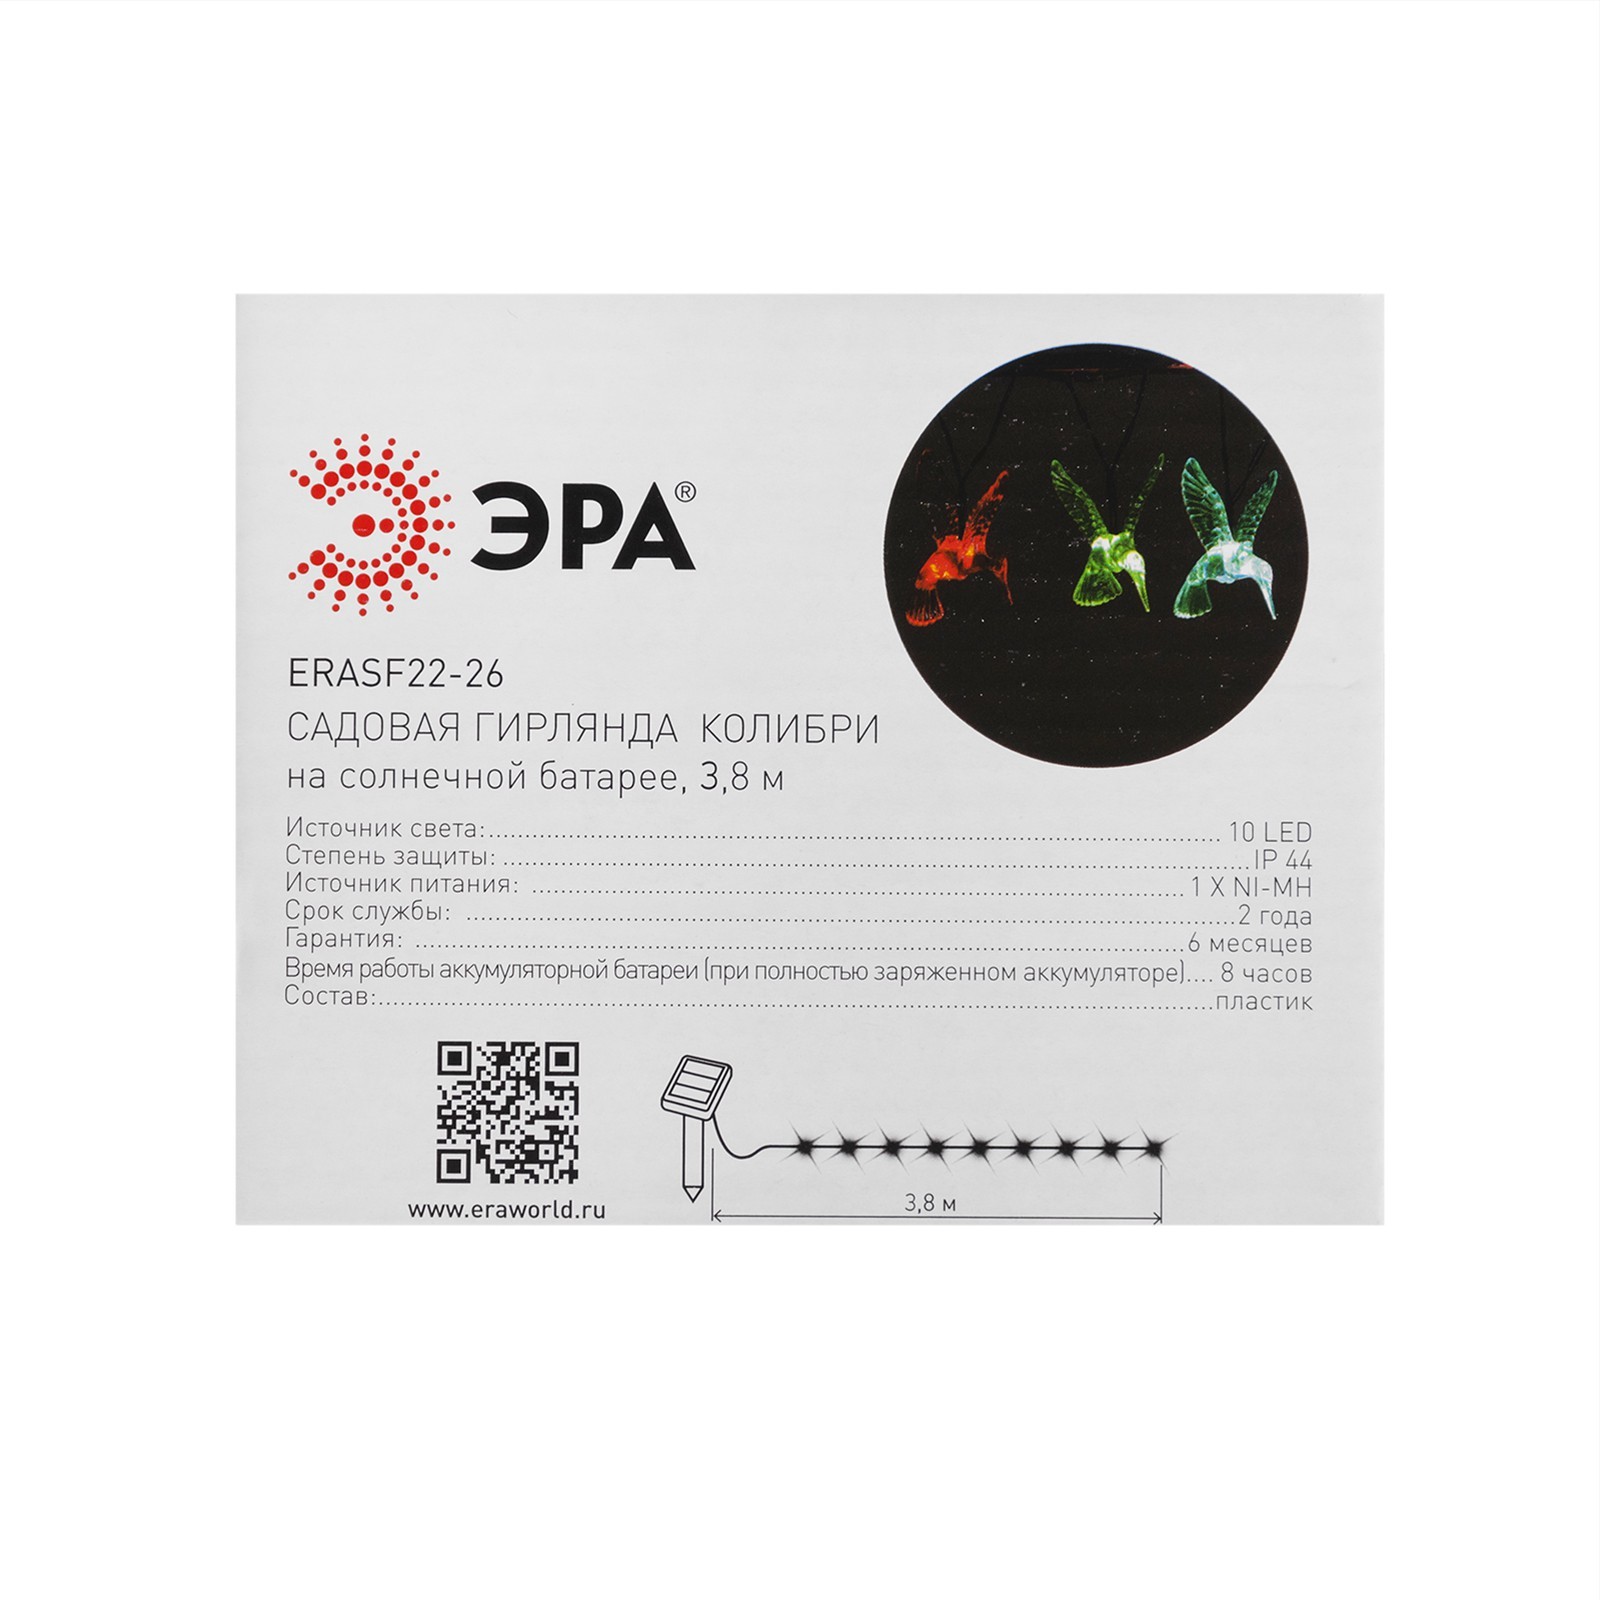 ЭРА®
ERASF22-26
САДОВАЯ ГИРЛЯНДА КОЛИБРИ
на солнечной батарее, 3,8 м
Источник света:.......... 10 LED
Степень защиты: ..........IP 44
Источник питания: ..........1 X NI-MH
Срок службы: ..........2 года
Гарантия: ..........6 месяцев
Время работы аккумуляторной батареи (при полностью заряженном аккумуляторе).... 8 часов
Состав:..........пластик
3,8 м
www.eraworld.ru